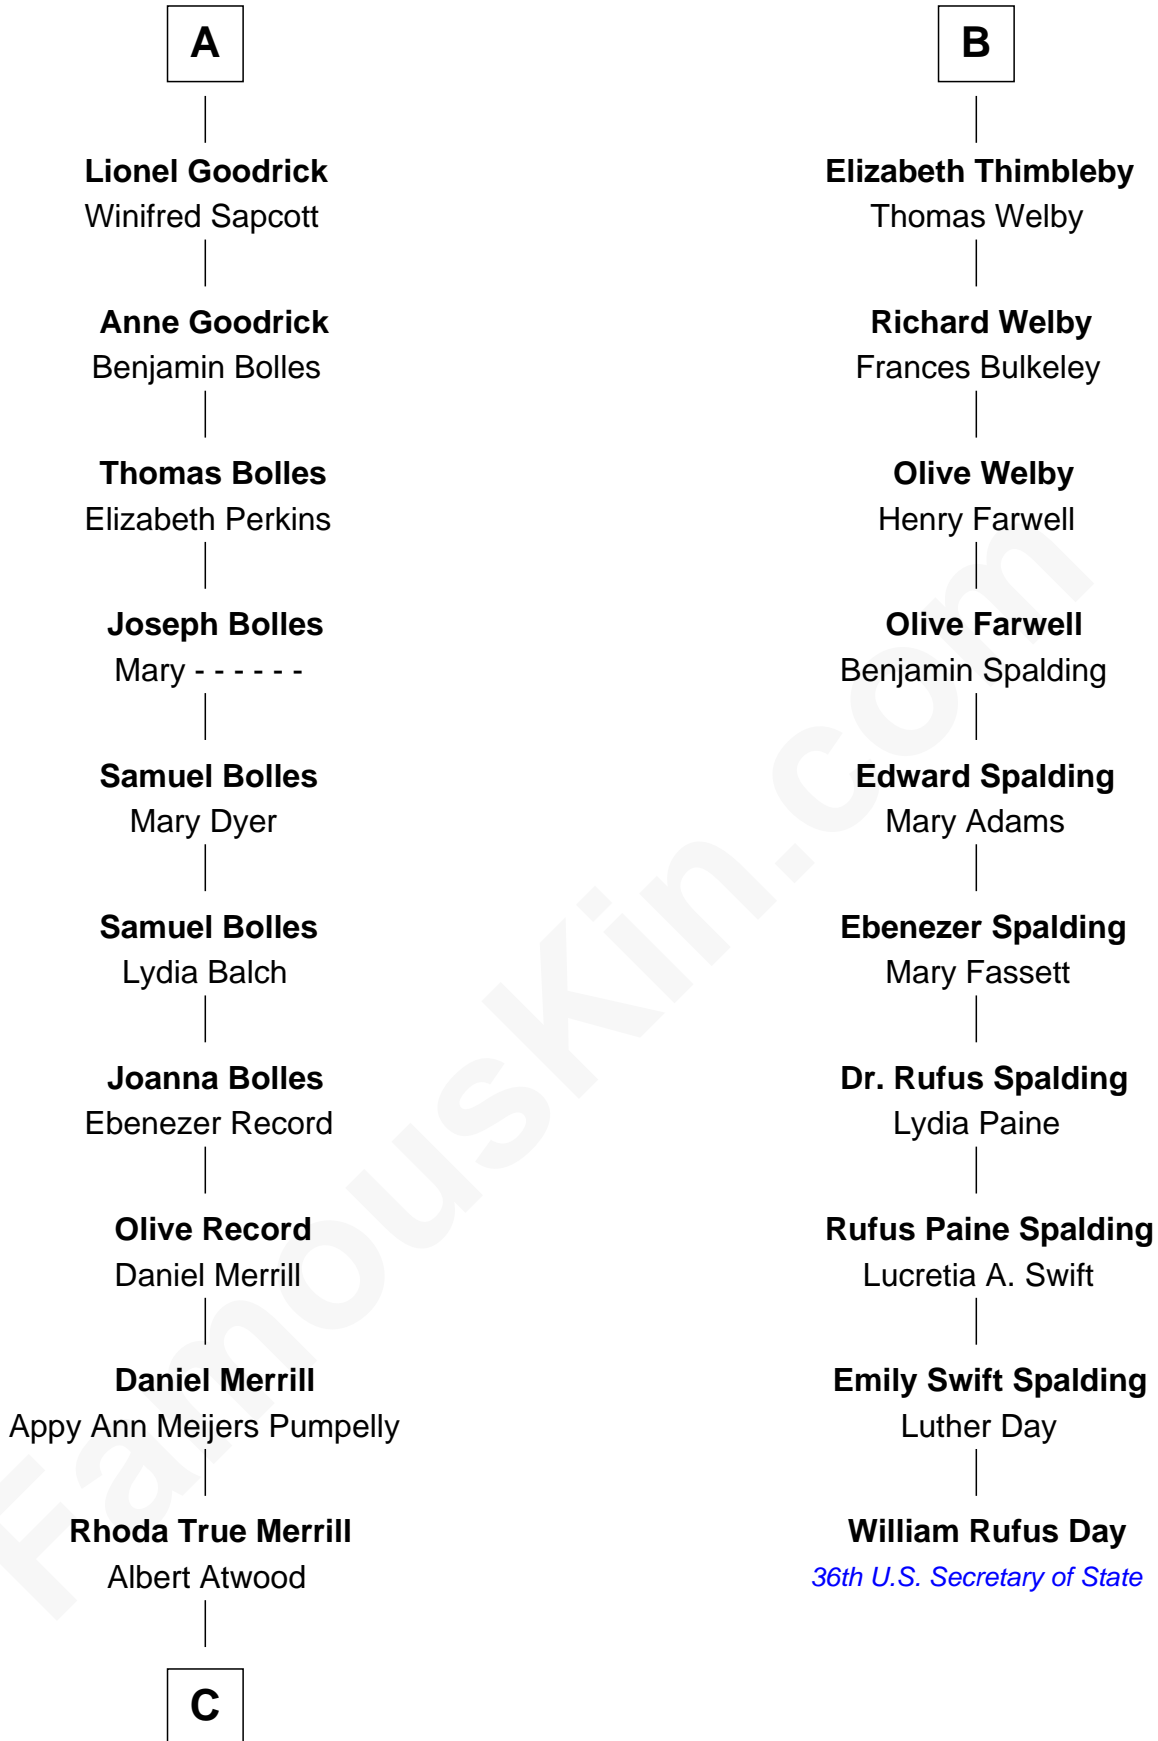 A
Lionel Goodrick
Winifred Sapcott
Anne Goodrick
Benjamin Bolles
Thomas Bolles
Elizabeth Perkins
Joseph Bolles
Mary - - - - - -
Samuel Bolles
Mary Dyer
Samuel Bolles
Lydia Balch
Joanna Bolles
Ebenezer Record
Olive Record
Daniel Merrill
Daniel Merrill
Appy Ann Meijers Pumpelly
Rhoda True Merrill
Albert Atwood
C
B
Elizabeth Thimbleby
Thomas Welby
Richard Welby
Frances Bulkeley
Olive Welby
Henry Farwell
Olive Farwell
Benjamin Spalding
Edward Spalding
Mary Adams
Ebenezer Spalding
Mary Fassett
Dr. Rufus Spalding
Lydia Paine
Rufus Paine Spalding
Lucretia A. Swift
Emily Swift Spalding
Luther Day
William Rufus Day
36th U.S. Secretary of State
FamousKin.com